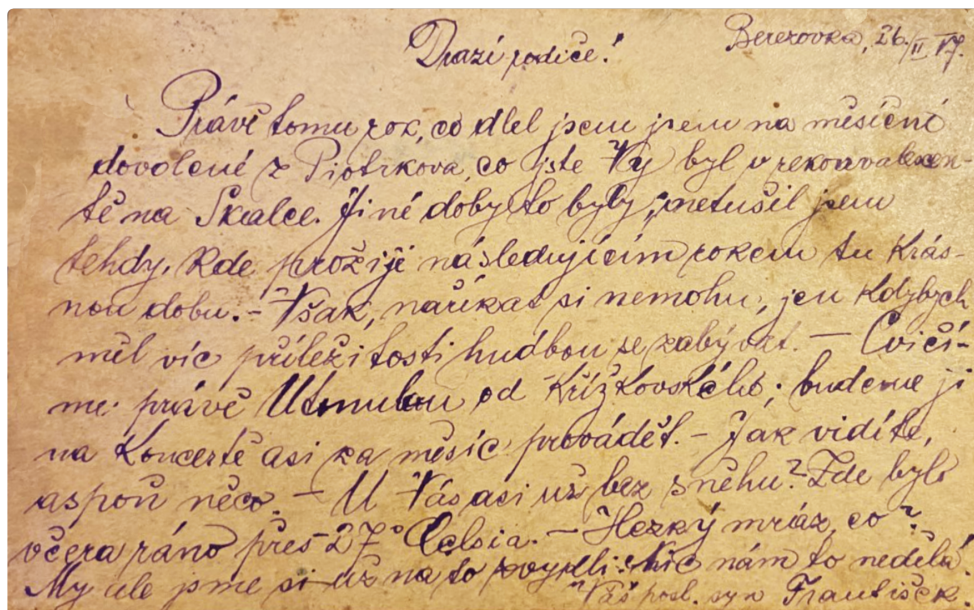 Drazí rodiče!
Berezovka, 26./II 17.
Právě tomu rok, co dlel jsem jsem na měsíční
dovolené z Piotrkova, co jste Vy byl v rekonvalescen-
tě na Skalce. Jiné doby to byly, netušil jsem
tehdy, kde prožiji následujícím rokem tu krás-
nou dobu. – Však, naříkat si nemohu, jen kdybych
měl víc příležitosti hudbou se zabývat. – Cvičí-
me právě Utonulou od Křížkovského; budeme ji
na koncertě asi za měsíc provádět. – Jak vidíte,
aspoň něco. – U Vás asi už bez sněhu? Zde bylo
včera ráno přes 27° Celsia. – Hezký mráz, co?
My ale jsme si už na to zvykli: nic nám to nedělá!
Váš posl. syn František.